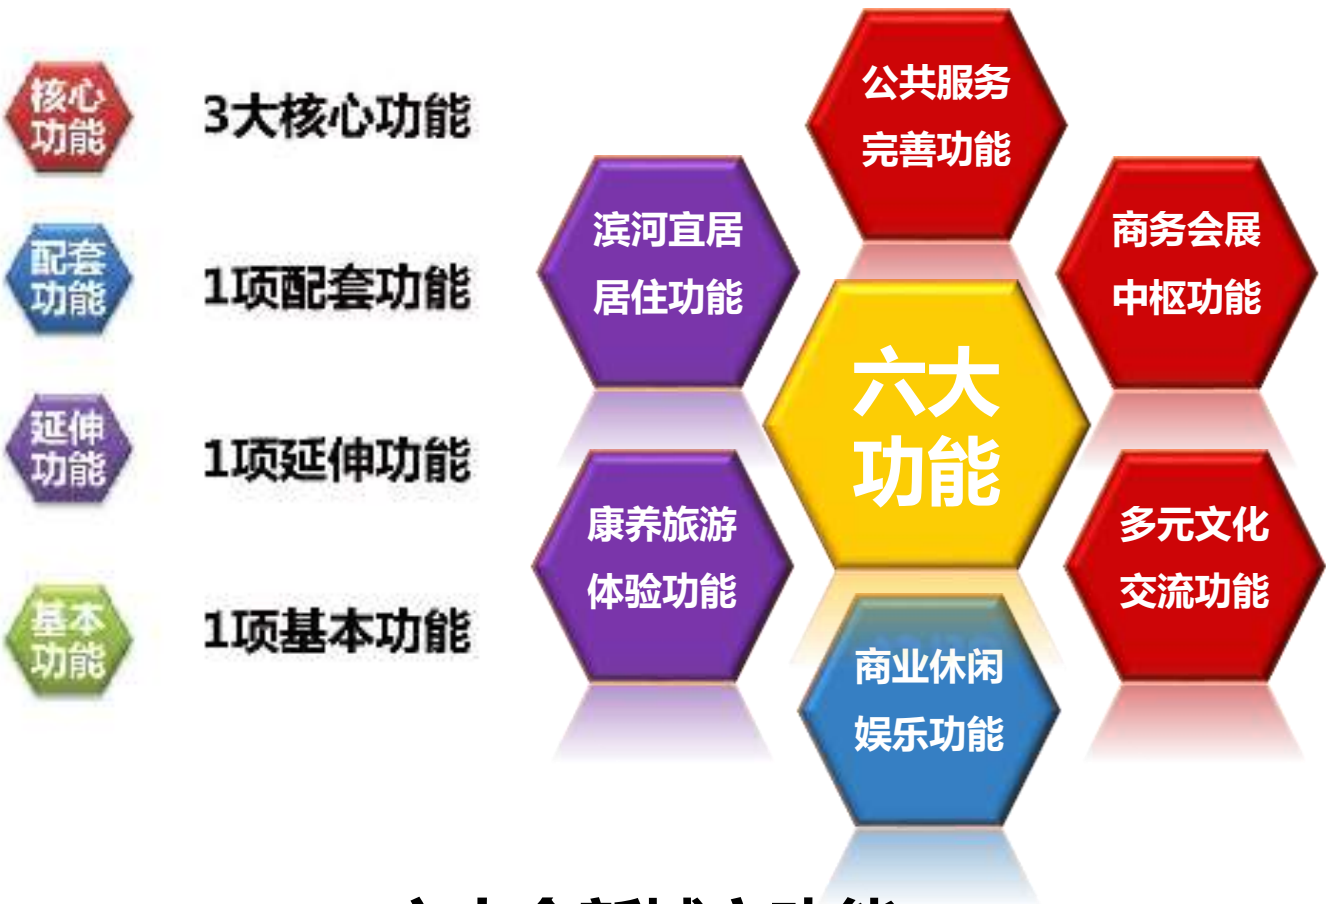 核心
功能
3大核心功能
配套
功能
1项配套功能
延伸
功能
1项延伸功能
基本
功能
1项基本功能
公共服务
完善功能
滨河宜居
居住功能
商务会展
中枢功能
六大
功能
康养旅游
体验功能
多元文化
交流功能
商业休闲
娱乐功能